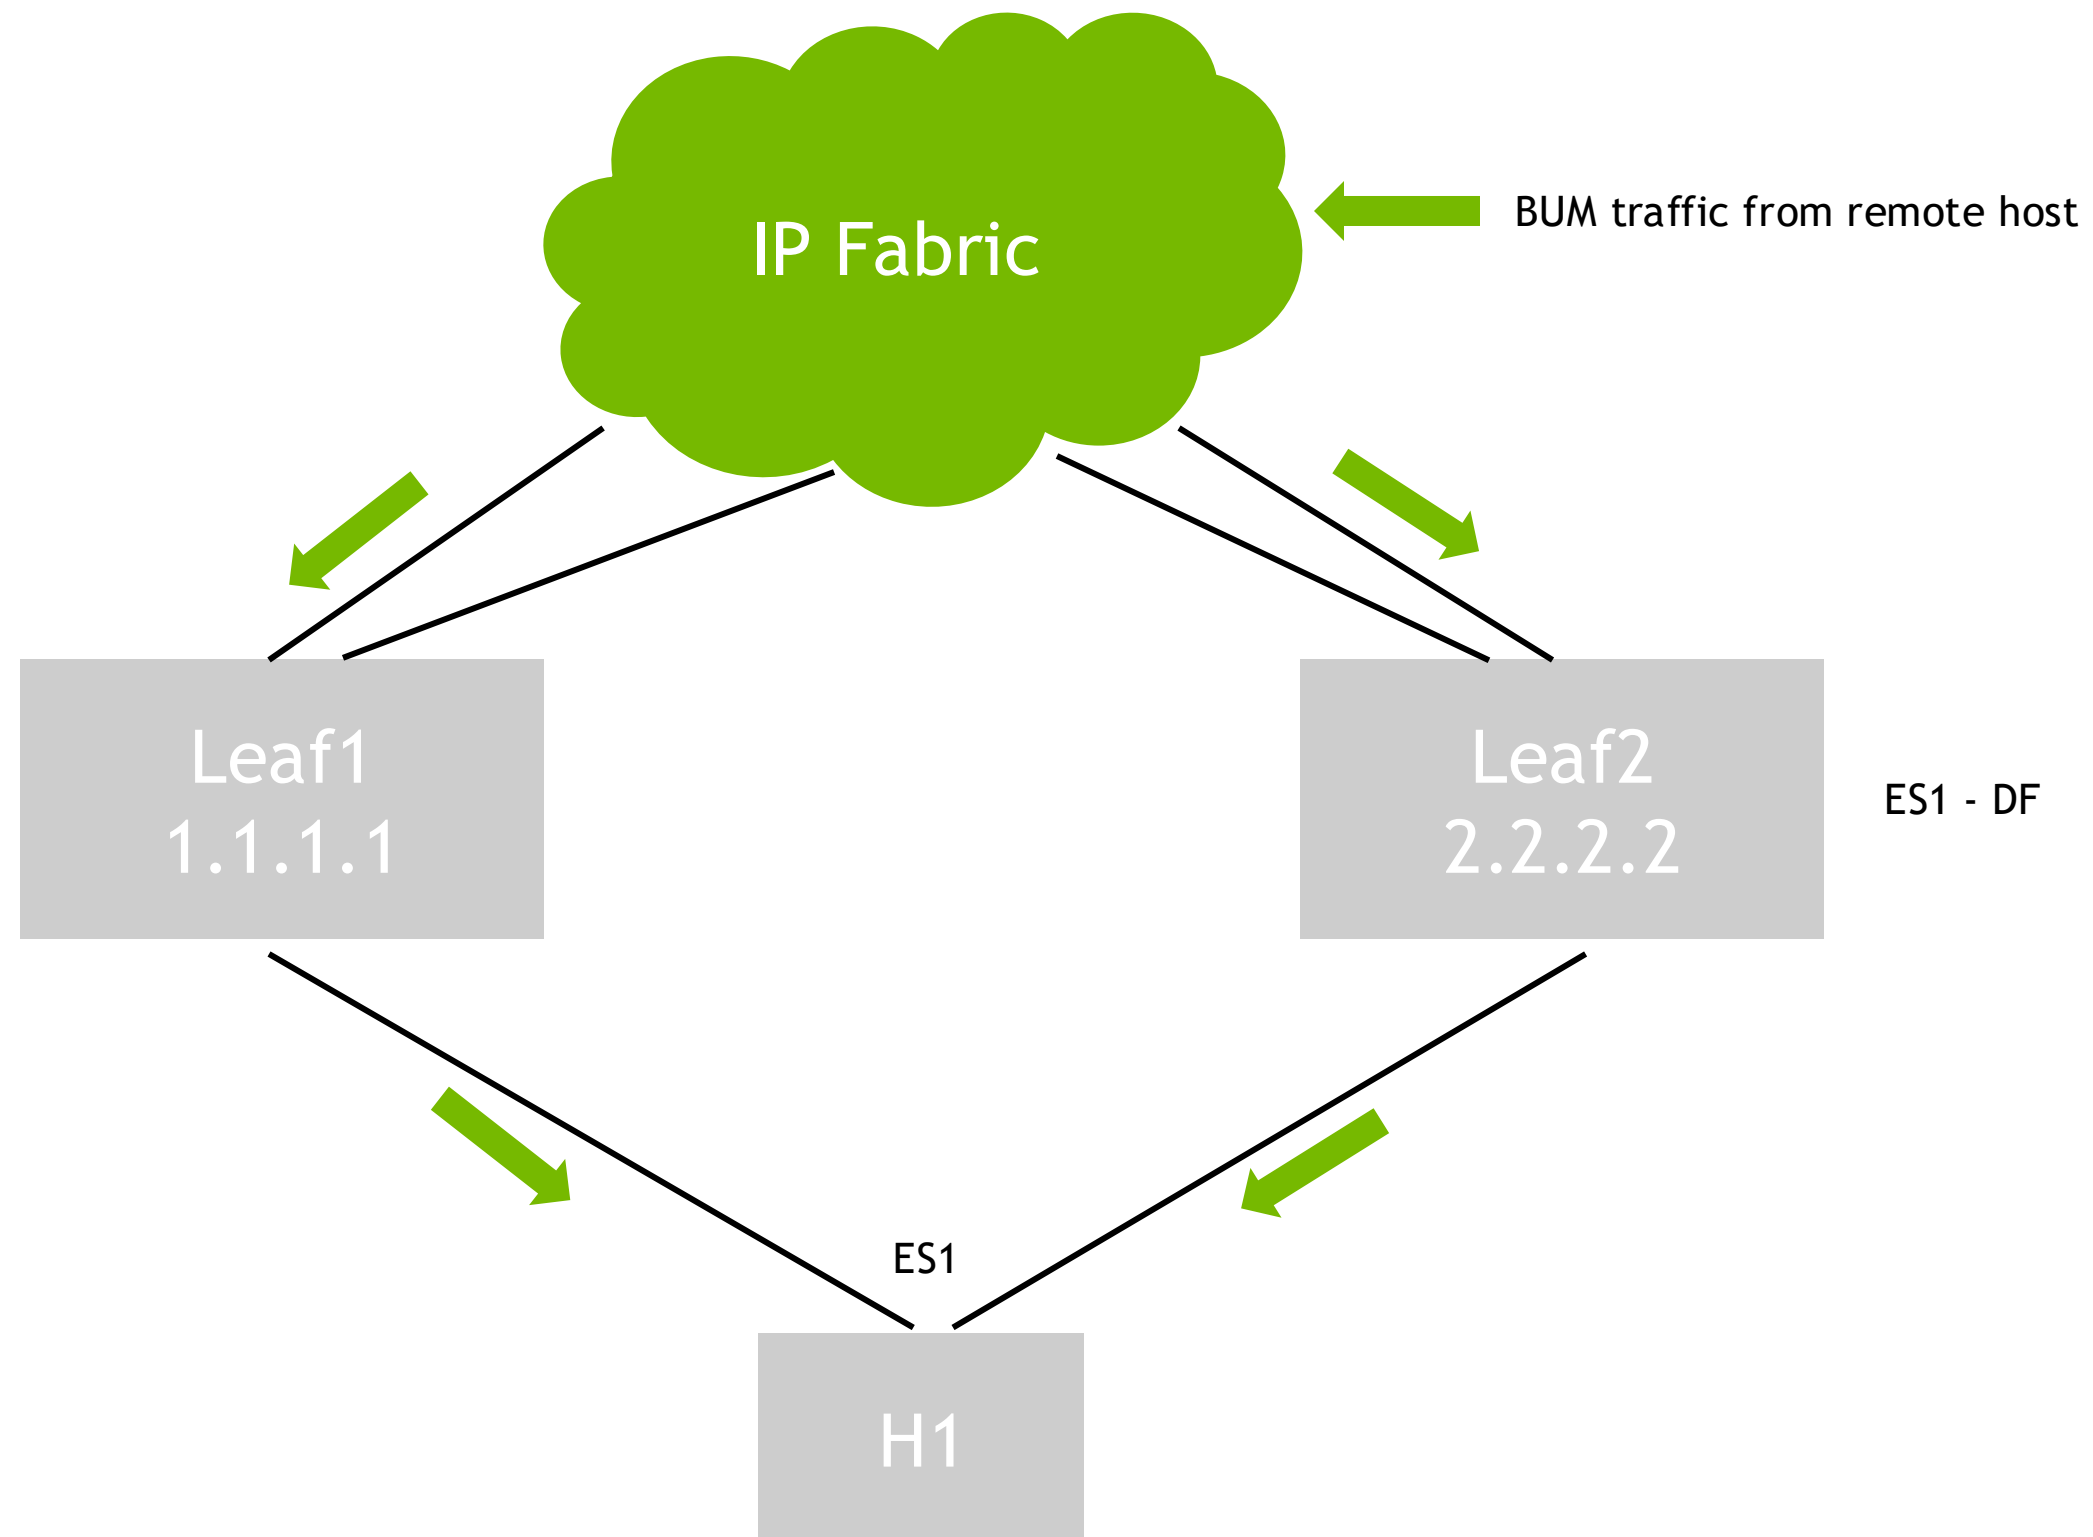 IP Fabric
BUM traffic from remote host
Leaf1
1.1.1.1
Leaf2
2.2.2.2
ES1 - DF
ES1
H1